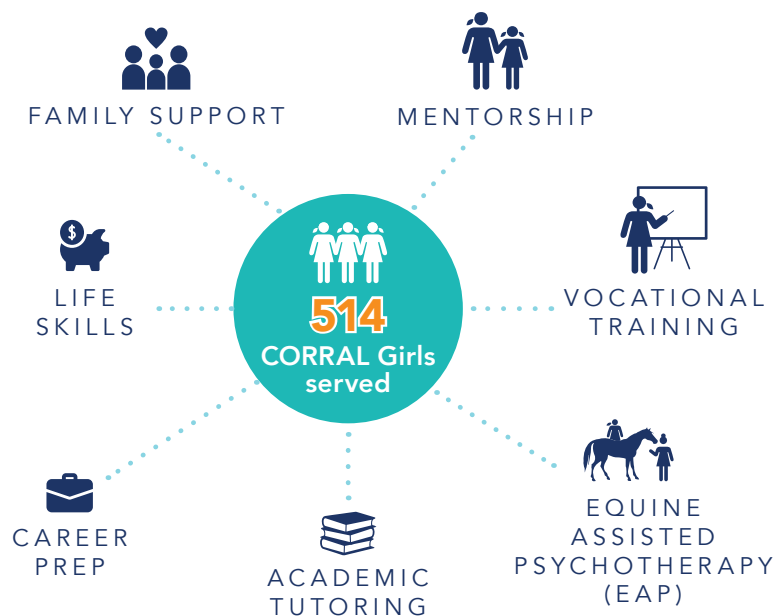 FAMILY SUPPORT
MENTORSHIP
$
LIFE
SKILLS
514
CORRAL Girls
served
VOCATIONAL
TRAINING
CAREER
PREP
ACADEMIC
TUTORING
EQUINE
ASSISTED
PSYCHOTHERAPY
(EAP)